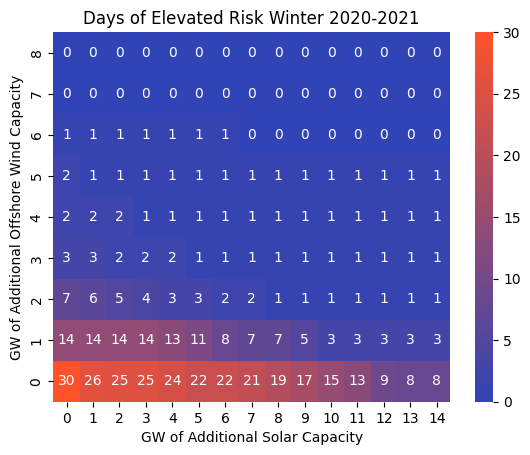 Days of Elevated Risk Winter 2020-2021
GW of Additional Offshore Wind Capacity
8 0 0 0 0 0 0 0 0 0 0 0 0 0 0 0
7 0 0 0 0 0 0 0 0 0 0 0 0 0 0 0
6 1 1 1 1 1 1 1 0 0 0 0 0 0 0 0
5 2 1 1 1 1 1 1 1 1 1 1 1 1 1 1
4 2 2 2 1 1 1 1 1 1 1 1 1 1 1 1
3 3 3 2 2 2 1 1 1 1 1 1 1 1 1 1
2 7 6 5 4 3 3 2 2 1 1 1 1 1 1 1
1 14 14 14 14 13 11 8 7 7 5 3 3 3 3 3
0 30 26 25 25 24 22 22 21 19 17 15 13 9 8 8
0 1 2 3 4 5 6 7 8 9 10 11 12 13 14
GW of Additional Solar Capacity
30
25
20
15
10
5
0